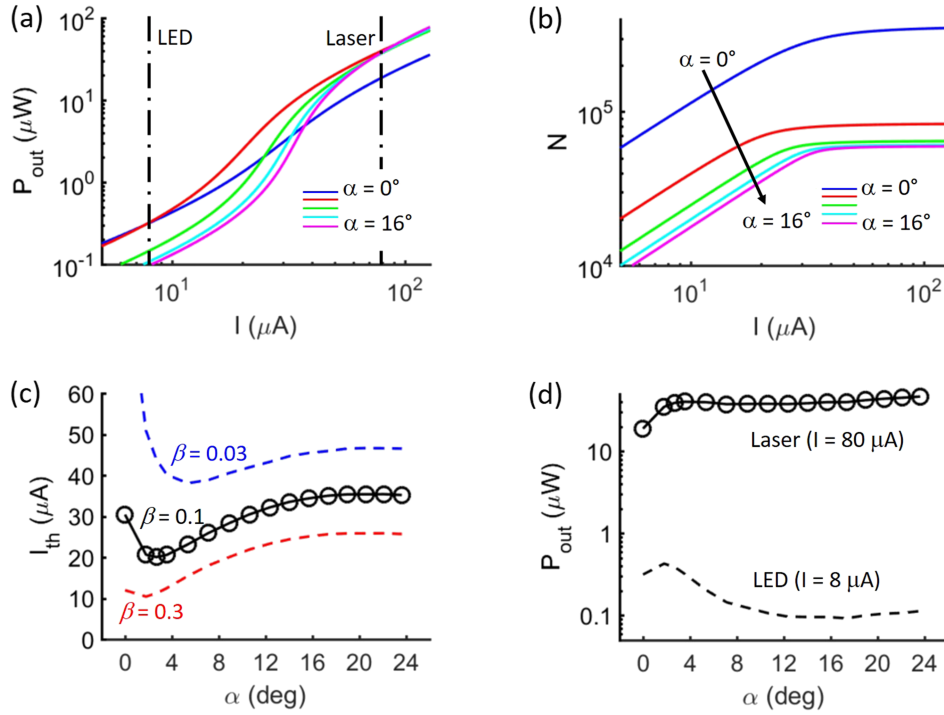 (a)
10²
LED
Laser
10¹
10⁰
10⁻¹
P_out (μW)
α = 0°
α = 16°
10¹
10²
I (μA)
(b)
10⁵
10⁴
N
α = 0°
α = 16°
α = 0°
α = 16°
10¹
10²
I (μA)
(c)
60
50
40
30
20
10
0
I_th (μA)
β = 0.03
β = 0.1
β = 0.3
0 4 8 12 16 20 24
α (deg)
(d)
10
1
0.1
P_out (μW)
Laser (I = 80 μA)
LED (I = 8 μA)
0 4 8 12 16 20 24
α (deg)